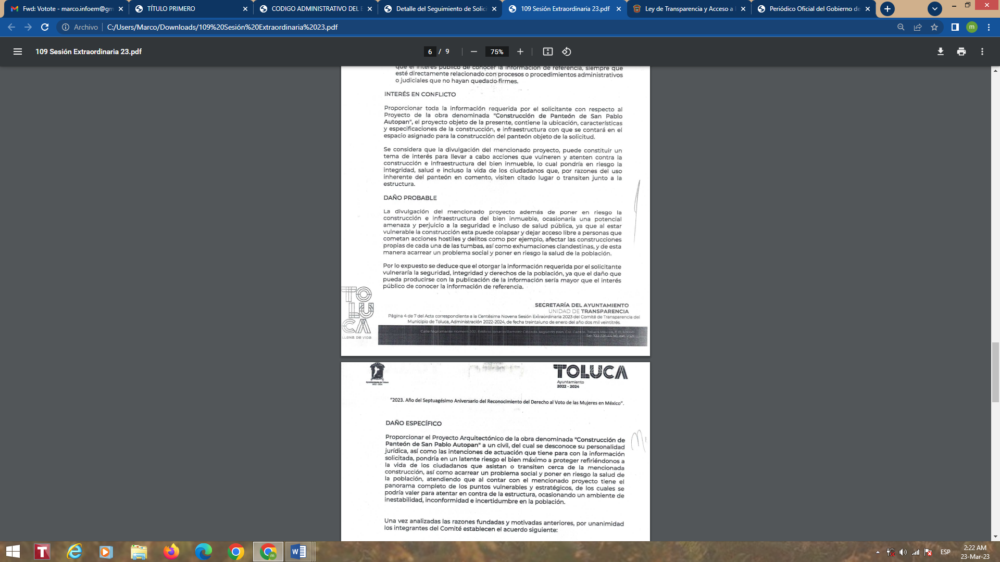 Fwd: Votote - marco.infoem@gm
TÍTULO PRIMERO
CODIGO ADMINISTRATIVO DEL E
Detalle del Seguimiento de Solici
109 Sesión Extraordinaria 23.pdf
Ley de Transparencia y Acceso a l
Periódico Oficial del Gobierno de
Archivo
C:/Users/Marco/Downloads/109%20Sesión%20Extraordinaria%2023.pdf
m
109 Sesión Extraordinaria 23.pdf
6 / 9
75%
que el interés público de conocer la información de referencia, siempre que
esté directamente relacionado con procesos o procedimientos administrativos
o judiciales que no hayan quedado firmes.
INTERÉS EN CONFLICTO
Proporcionar toda la información requerida por el solicitante con respecto al
Proyecto de la obra denominada "Construcción de Panteón de San Pablo
Autopan", el proyecto objeto de la presente, contiene la ubicación, características
y especificaciones de la construcción, e infraestructura con que se contará en el
espacio asignado para la construcción del panteón objeto de la solicitud.
Se considera que la divulgación del mencionado proyecto, puede constituir un
tema de interés para llevar a cabo acciones que vulneren y atenten contra la
construcción e infraestructura del bien inmueble, lo cual pondría en riesgo la
integridad, salud e incluso la vida de los ciudadanos que, por razones del uso
inherente del panteón en comento, visiten citado lugar o transiten junto a la
estructura.
DAÑO PROBABLE
La divulgación del mencionado proyecto además de poner en riesgo la
construcción e infraestructura del bien inmueble, ocasionaría una potencial
amenaza y perjuicio a la seguridad e incluso de salud pública, ya que al estar
vulnerable la construcción esta puede colapsar y dejar acceso libre a personas que
cometan acciones hostiles y delitos como por ejemplo, afectar las construcciones
propias de cada una de las tumbas, así como exhumaciones clandestinas, y de esta
manera acarrear un problema social y poner en riesgo la salud de la población.
Por lo expuesto se deduce que el otorgar la información requerida por el solicitante
vulneraría la seguridad, integridad y derechos de la población, ya que el daño que
pueda producirse con la publicación de la información sería mayor que el interés
público de conocer la información de referencia.
TOLUCA
LLENA DE VIDA
SECRETARÍA DEL AYUNTAMIENTO
UNIDAD DE TRANSPARENCIA
Página 4 de 7 del Acta correspondiente a la Centésima Novena Sesión Extraordinaria 2023 del Comité de Transparencia del
Municipio de Toluca, Administración 2022-2024, de fecha treintaiuno de enero del año dos mil veintitrés.
Calle Nigromante número 202, Edificio Ignacio Ramírez Calzada, segundo piso, Col. Centro, Toluca México, C.P. 50000
Tel: 722.226.44.90, ext. 7321
Ayuntamiento de Toluca
2022 - 2024
TOLUCA
Ayuntamiento
2022 - 2024
"2023. Año del Septuagésimo Aniversario del Reconocimiento del Derecho al Voto de las Mujeres en México".
DAÑO ESPECÍFICO
Proporcionar el Proyecto Arquitectónico de la obra denominada "Construcción de
Panteón de San Pablo Autopan" a un civil, del cual se desconoce su personalidad
jurídica, así como las intenciones de actuación que tiene para con la información
solicitada, pondría en un latente riesgo el bien máximo a proteger refiriéndonos a
la vida de los ciudadanos que asistan o transiten cerca de la mencionada
construcción, así como acarrear un problema social y poner en riesgo la salud de
la población, atendiendo que al contar con el mencionado proyecto tiene el
panorama completo de los puntos vulnerables y estratégicos, de los cuales se
podría valer para atentar en contra de la estructura, ocasionando un ambiente de
inestabilidad, inconformidad e incertidumbre en la población.
Una vez analizadas las razones fundadas y motivadas anteriores, por unanimidad
los integrantes del Comité establecen el acuerdo siguiente:
ESP
2:22 AM
23-Mar-23